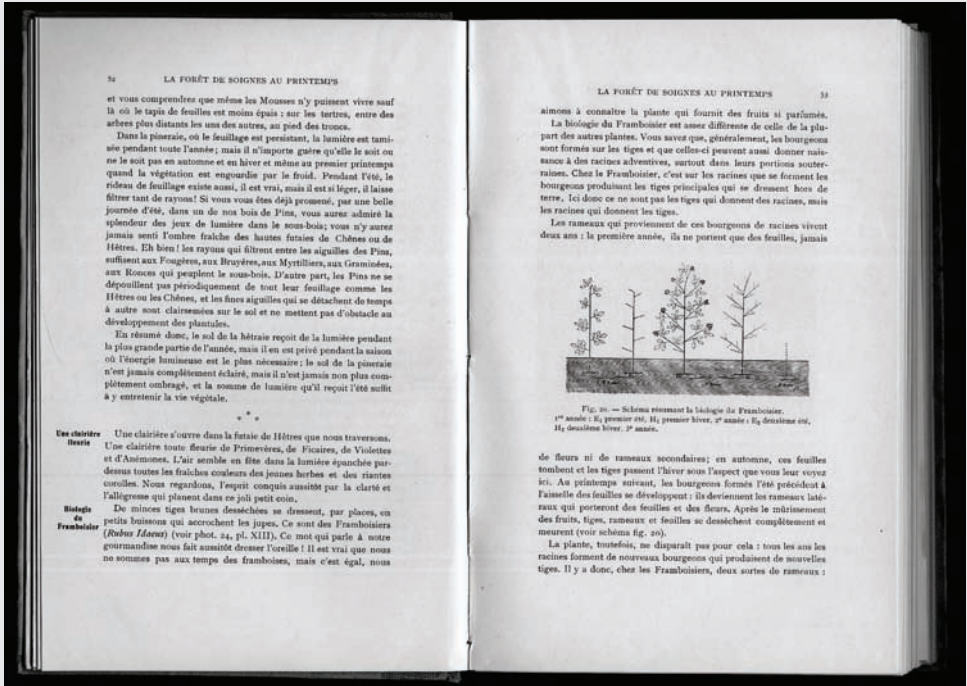 52 LA FORÊT DE SOIGNES AU PRINTEMPS
et vous comprendrez que même les Mousses n'y puissent vivre sauf
là où le tapis de feuilles est moins épais : sur les tertres, entre des
arbres plus distants les uns des autres, au pied des troncs.
Dans la pineraie, où le feuillage est persistant, la lumière est tami-
sée pendant toute l'année ; mais il n'importe guère qu'elle le soit ou
ne le soit pas en automne et en hiver et même au premier printemps
quand la végétation est engourdie par le froid. Pendant l'été, le
rideau de feuillage existe aussi, il est vrai, mais il est si léger, il laisse
filtrer tant de rayons! Si vous vous êtes déjà promené, par une belle
journée d'été, dans un de nos bois de Pins, vous aurez admiré la
splendeur des jeux de lumière dans le sous-bois; vous n'y aurez
jamais senti l'ombre fraîche des hautes futaies de Chênes ou de
Hêtres. Eh bien! les rayons qui filtrent entre les aiguilles des Pins,
suffisent aux Fougères, aux Bruyères, aux Myrtilliers, aux Graminées,
aux Ronces qui peuplent le sous-bois. D'autre part, les Pins ne se
dépouillent pas périodiquement de tout leur feuillage comme les
Hêtres ou les Chênes, et les fines aiguilles qui se détachent de temps
à autre sont clairsemées sur le sol et ne mettent pas d'obstacle au
développement des plantules.
En résumé donc, le sol de la hêtraie reçoit de la lumière pendant
la plus grande partie de l'année, mais il en est privé pendant la saison
où l'énergie lumineuse est le plus nécessaire ; le sol de la pineraie
n'est jamais complètement éclairé, mais il n'est jamais non plus com-
plètement ombragé, et la somme de lumière qu'il reçoit l'été suffit
à y entretenir la vie végétale.
* * *
Une clairière
fleurie
Une clairière s'ouvre dans la futaie de Hêtres que nous traversons.
Une clairière toute fleurie de Primevères, de Ficaires, de Violettes
et d'Anémones. L'air semble en fête dans la lumière épanchée par-
dessus toutes les fraîches couleurs des jeunes herbes et des riantes
corolles. Nous regardons, l'esprit conquis aussitôt par la clarté et
l'allégresse qui planent dans ce joli petit coin.
Biologie
du
Framboisier
De minces tiges brunes desséchées se dressent, par places, en
petits buissons qui accrochent les jupes. Ce sont des Framboisiers
(Rubus Idaeus) (voir phot. 24, pl. XIII). Ce mot qui parle à notre
gourmandise nous fait aussitôt dresser l'oreille ! Il est vrai que nous
ne sommes pas aux temps des framboises, mais c'est égal, nous
LA FORÊT DE SOIGNES AU PRINTEMPS 53
aimons à connaître la plante qui fournit des fruits si parfumés.
La biologie du Framboisier est assez différente de celle de la plu-
part des autres plantes. Vous savez que, généralement, les bourgeons
sont formés sur les tiges et que celles-ci peuvent aussi donner nais-
sance à des racines adventives, surtout dans leurs portions souter-
raines. Chez le Framboisier, c'est sur les racines que se forment les
bourgeons produisant les tiges principales qui se dressent hors de
terre. Ici donc ce ne sont pas les tiges qui donnent des racines, mais
les racines qui donnent les tiges.
Les rameaux qui proviennent de ces bourgeons de racines vivent
deux ans : la première année, ils ne portent que des feuilles, jamais
Fig. 20. — Schéma résumant la biologie du Framboisier.
1re année : E1 premier été, H1 premier hiver. 2e année : E2 deuxième été,
H2 deuxième hiver. 3e année.
de fleurs ni de rameaux secondaires; en automne, ces feuilles
tombent et les tiges passent l'hiver sous l'aspect que vous leur voyez
ici. Au printemps suivant, les bourgeons formés l'été précédent à
l'aisselle des feuilles se développent : ils deviennent les rameaux laté-
raux qui porteront des feuilles et des fleurs. Après le mûrissement
des fruits, tiges, rameaux et feuilles se dessèchent complètement et
meurent (voir schéma fig. 20).
La plante, toutefois, ne disparaît pas pour cela : tous les ans les
racines forment de nouveaux bourgeons qui produisent de nouvelles
tiges. Il y a donc, chez les Framboisiers, deux sortes de rameaux :